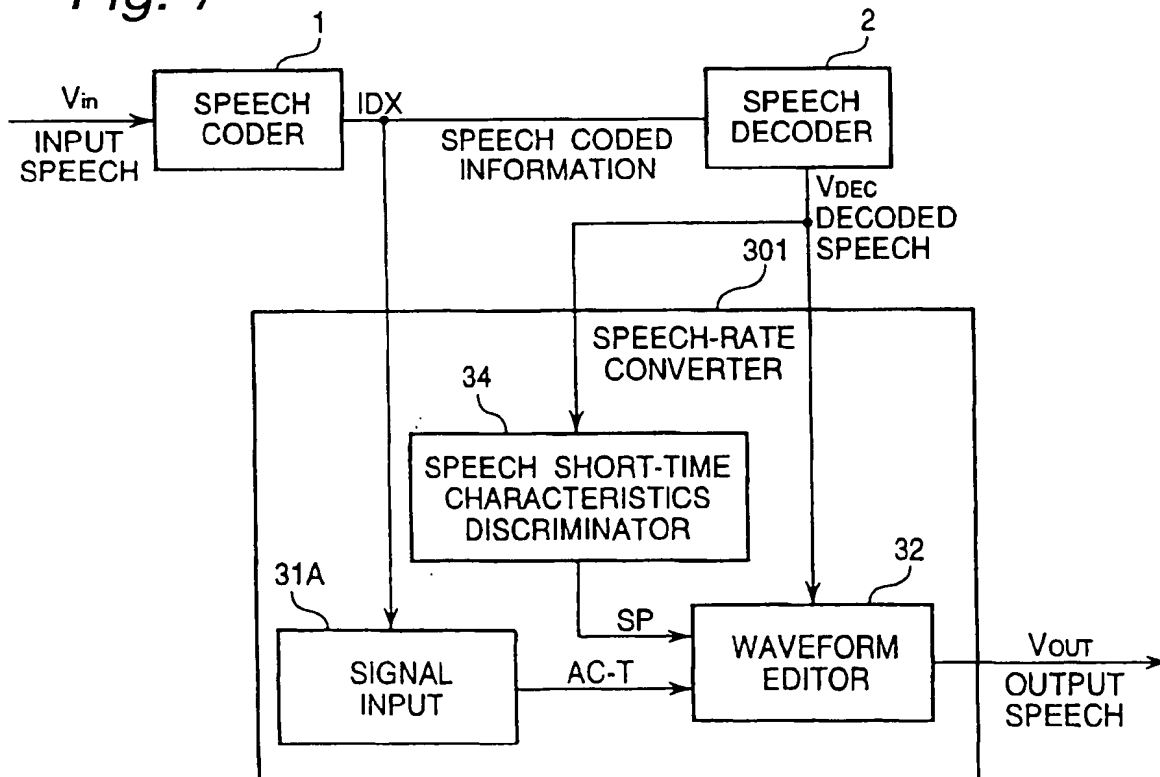 Fig. 7
1
2
Vin
INPUT
SPEECH
SPEECH
CODER
IDX
SPEECH CODED
INFORMATION
SPEECH
DECODER
VDEC
DECODED
SPEECH
301
SPEECH-RATE
CONVERTER
34
SPEECH SHORT-TIME
CHARACTERISTICS
DISCRIMINATOR
31A
SIGNAL
INPUT
SP
AC-T
32
WAVEFORM
EDITOR
VOUT
OUTPUT
SPEECH